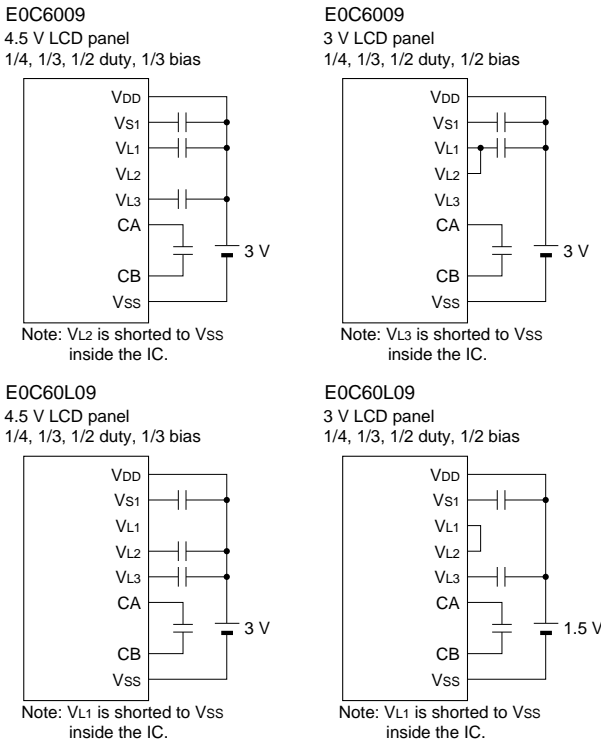 E0C6009
4.5 V LCD panel
1/4, 1/3, 1/2 duty, 1/3 bias
VDD
VS1
VL1
VL2
VL3
CA
CB
VSS
3 V
Note: VL2 is shorted to VSS
inside the IC.
E0C6009
3 V LCD panel
1/4, 1/3, 1/2 duty, 1/2 bias
VDD
VS1
VL1
VL2
VL3
CA
CB
VSS
3 V
Note: VL3 is shorted to VSS
inside the IC.
E0C60L09
4.5 V LCD panel
1/4, 1/3, 1/2 duty, 1/3 bias
VDD
VS1
VL1
VL2
VL3
CA
CB
VSS
3 V
Note: VL1 is shorted to VSS
inside the IC.
E0C60L09
3 V LCD panel
1/4, 1/3, 1/2 duty, 1/2 bias
VDD
VS1
VL1
VL2
VL3
CA
CB
VSS
1.5 V
Note: VL1 is shorted to VSS
inside the IC.